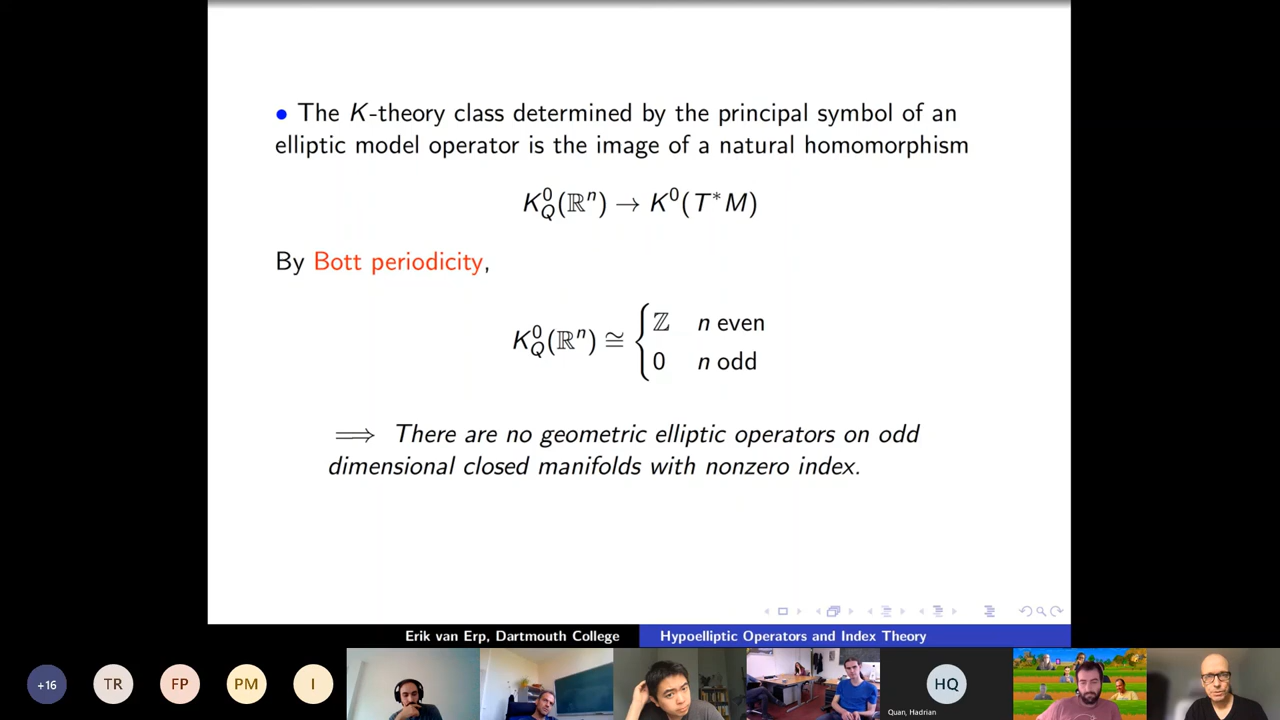 • The K-theory class determined by the principal symbol of an
elliptic model operator is the image of a natural homomorphism
K⁰_Q(ℝⁿ) → K⁰(T*M)
By Bott periodicity,
K⁰_Q(ℝⁿ) ≅ { ℤ n even
0 n odd
⟹ There are no geometric elliptic operators on odd
dimensional closed manifolds with nonzero index.
Erik van Erp, Dartmouth College
Hypoelliptic Operators and Index Theory
+16
TR
FP
PM
I
HQ
Quan, Hadrian